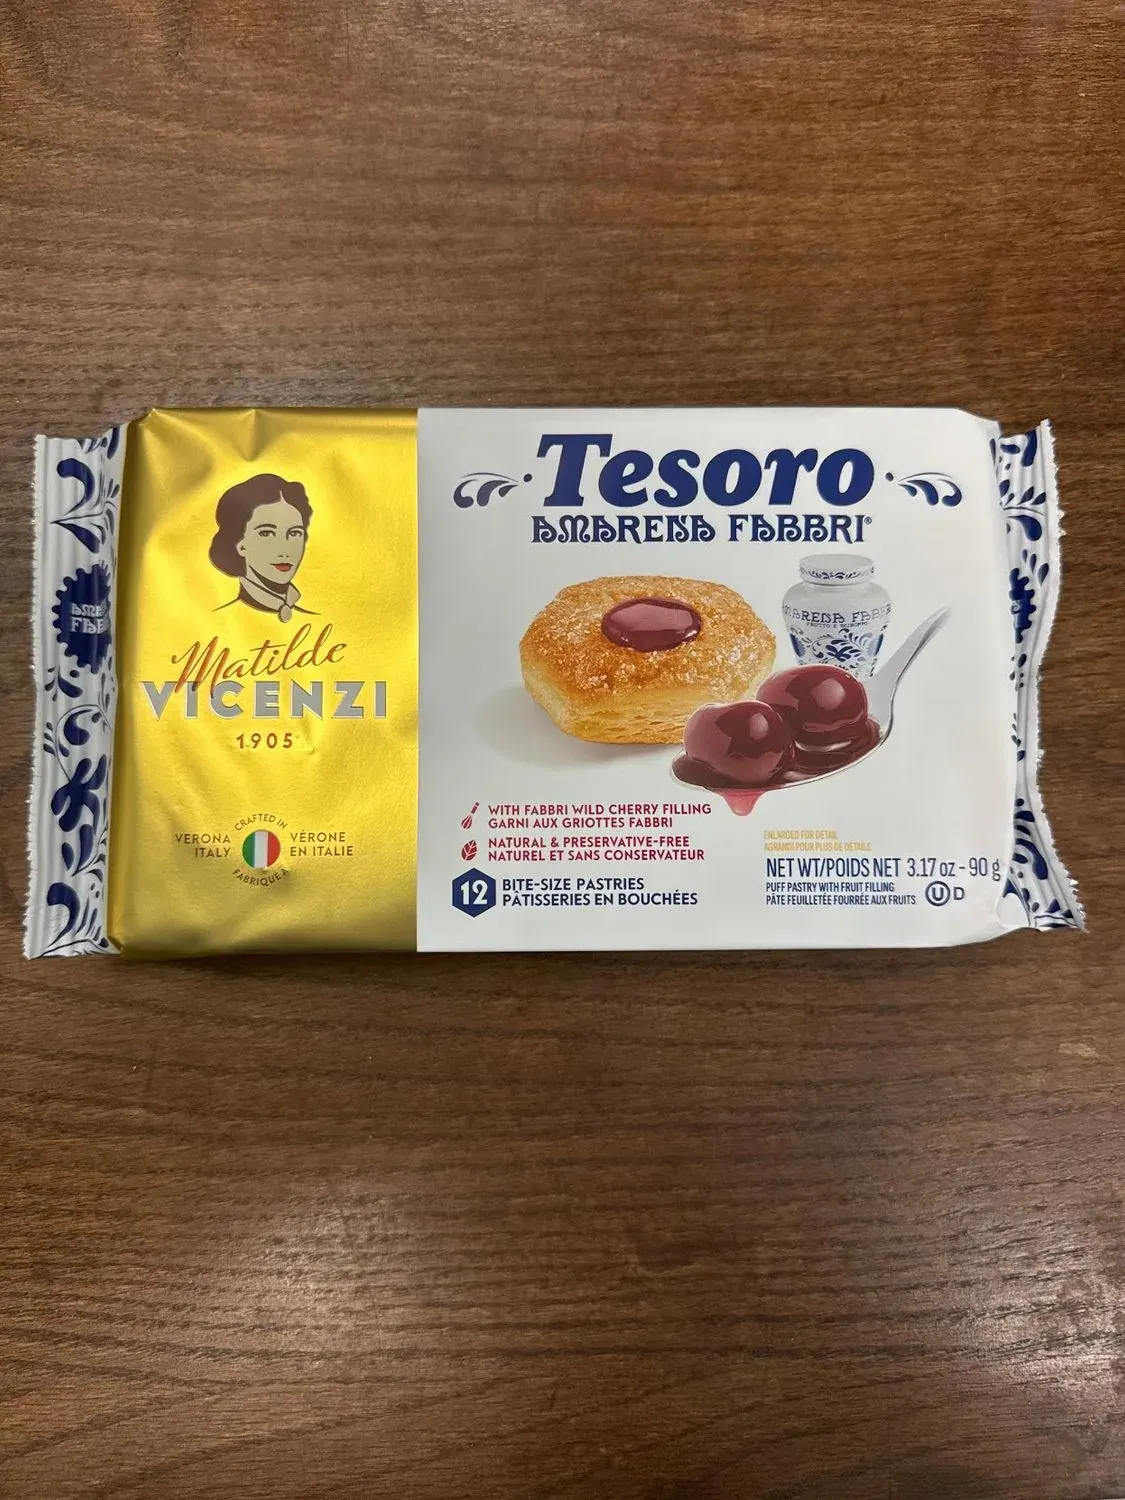 Matilde
VICENZI
1905
CRAFTED IN
VERONA
ITALY
VÉRONE
EN ITALIE
FABRIQUÉ À
Tesoro
AMARENA FABBRI®
FRUTTO E SCIROPPO
WITH FABBRI WILD CHERRY FILLING
GARNI AUX GRIOTTES FABBRI
NATURAL & PRESERVATIVE-FREE
NATUREL ET SANS CONSERVATEUR
12
BITE-SIZE PASTRIES
PÂTISSERIES EN BOUCHÉES
ENLARGED FOR DETAIL
AGRANDI POUR PLUS DE DÉTAILS
NET WT/POIDS NET 3.17 oz - 90 g
PUFF PASTRY WITH FRUIT FILLING
PÂTE FEUILLETÉE FOURRÉE AUX FRUITS
U D